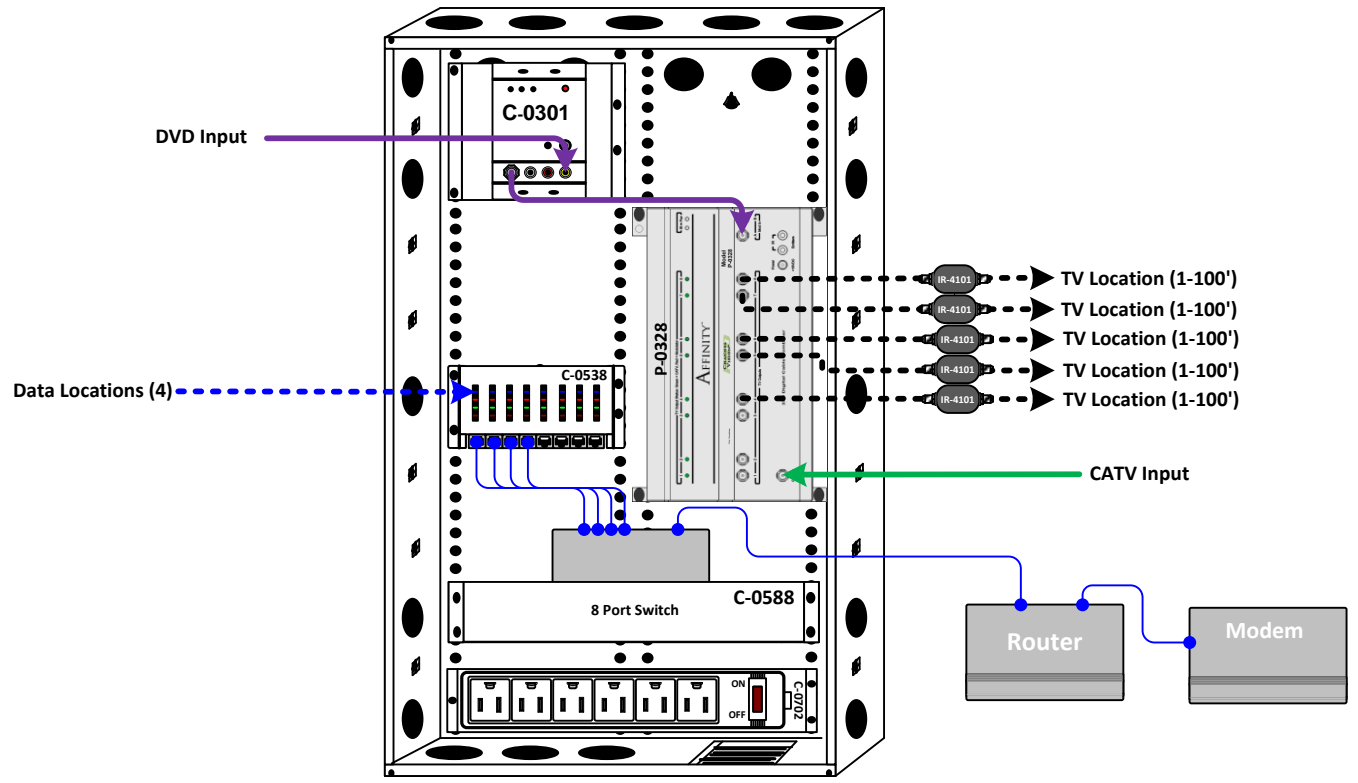 C-0301
DVD Input
Model
P-0328
P-0328
AFFINITY
IR-4101 TV Location (1-100')
IR-4101 TV Location (1-100')
IR-4101 TV Location (1-100')
IR-4101 TV Location (1-100')
IR-4101 TV Location (1-100')
C-0538
Data Locations (4)
CATV Input
C-0588
8 Port Switch
Router
Modem
ON
OFF
C-0702